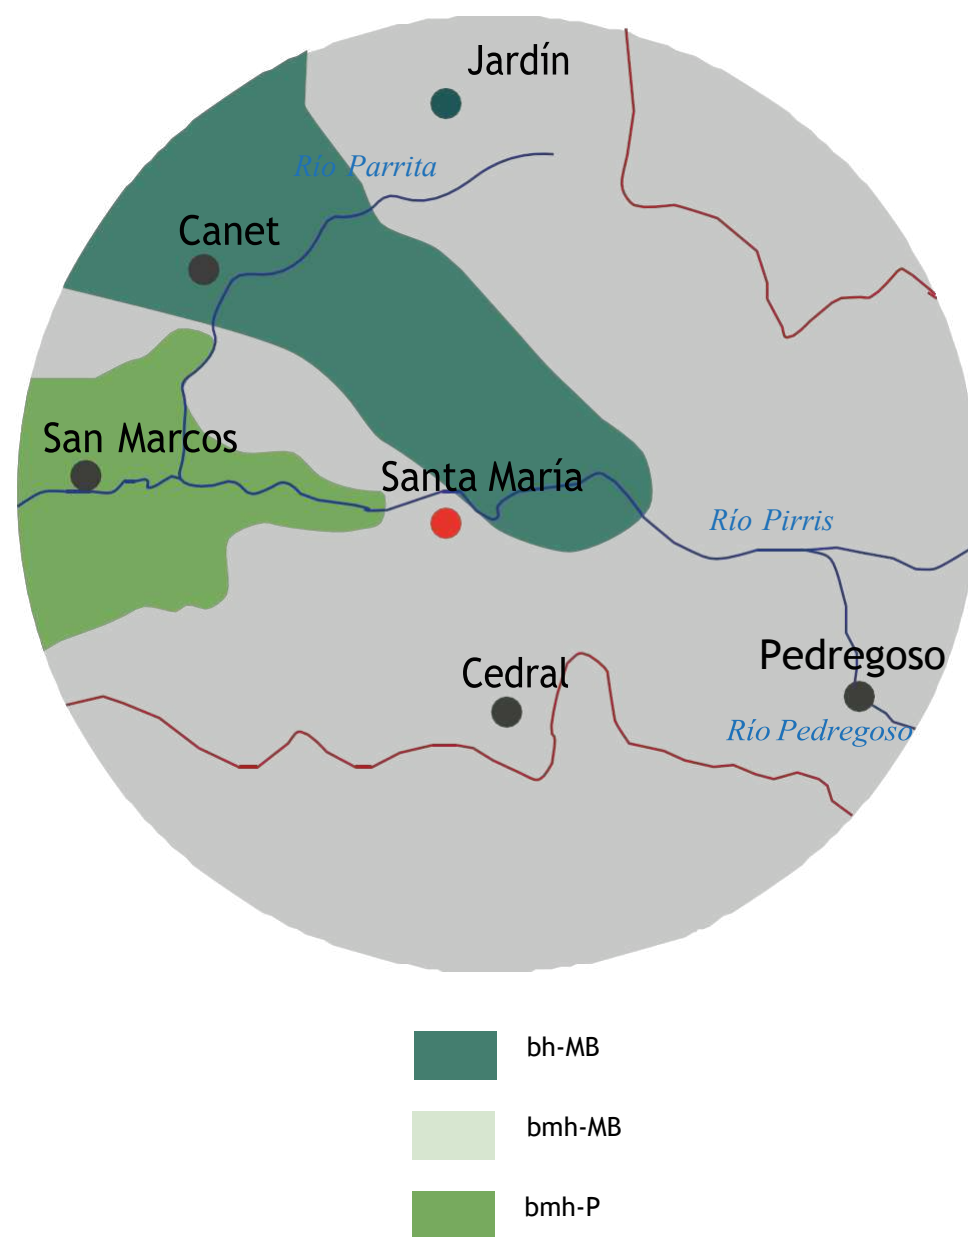 Jardín
Río Parrita
Canet
San Marcos
Santa María
Río Pirris
Pedregoso
Cedral
Río Pedregoso
bh-MB
bmh-MB
bmh-P